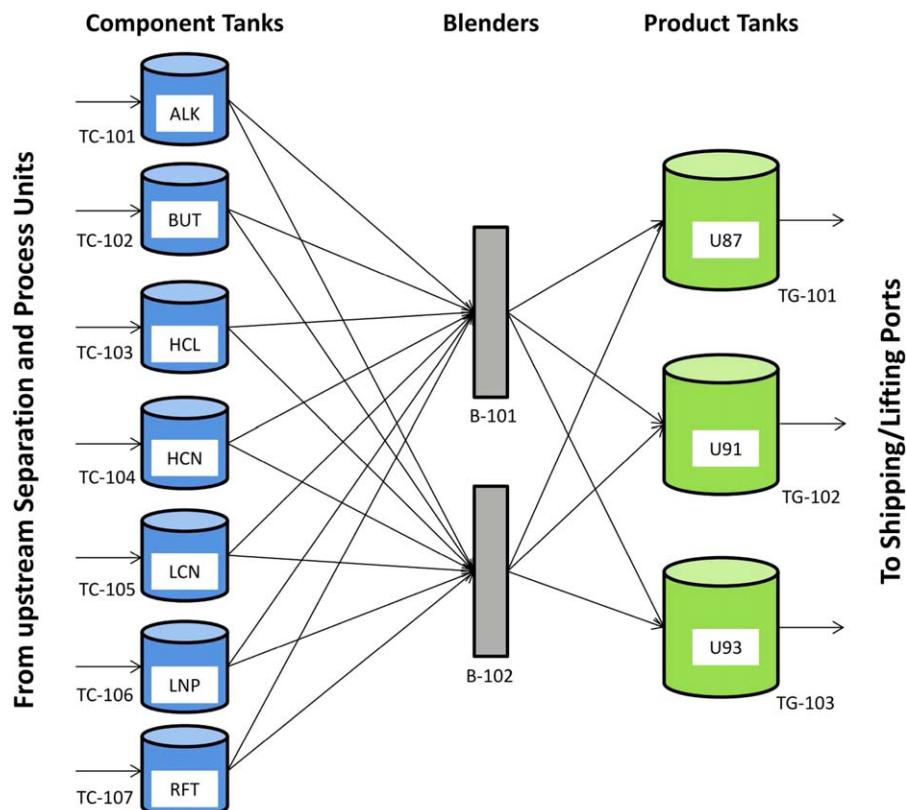 Component Tanks
Blenders
Product Tanks
From upstream Separation and Process Units
ALK
TC-101
BUT
TC-102
HCL
TC-103
HCN
TC-104
LCN
TC-105
LNP
TC-106
RFT
TC-107
B-101
B-102
U87
TG-101
U91
TG-102
U93
TG-103
To Shipping/Lifting Ports